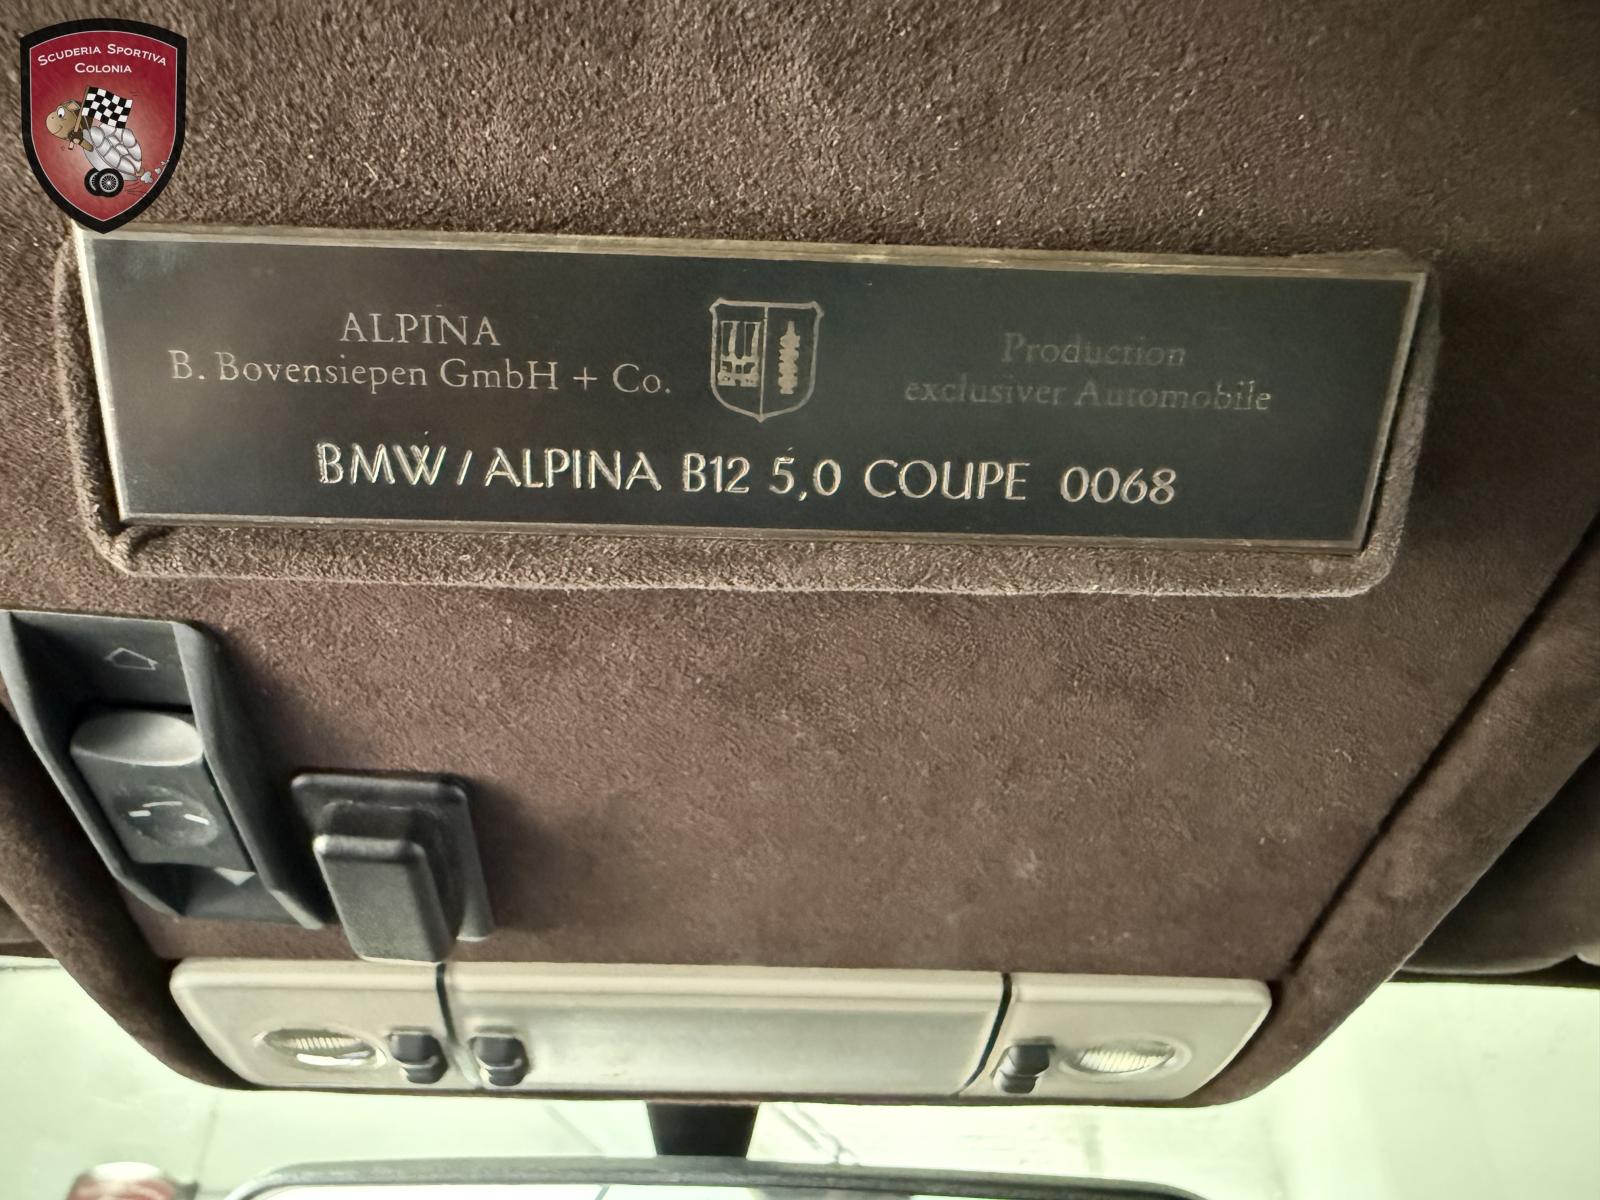 SCUDERIA SPORTIVA
COLONIA
ALPINA
B. Bovensiepen GmbH + Co.
Production
exclusiver Automobile
BMW / ALPINA B12 5,0 COUPE 0068